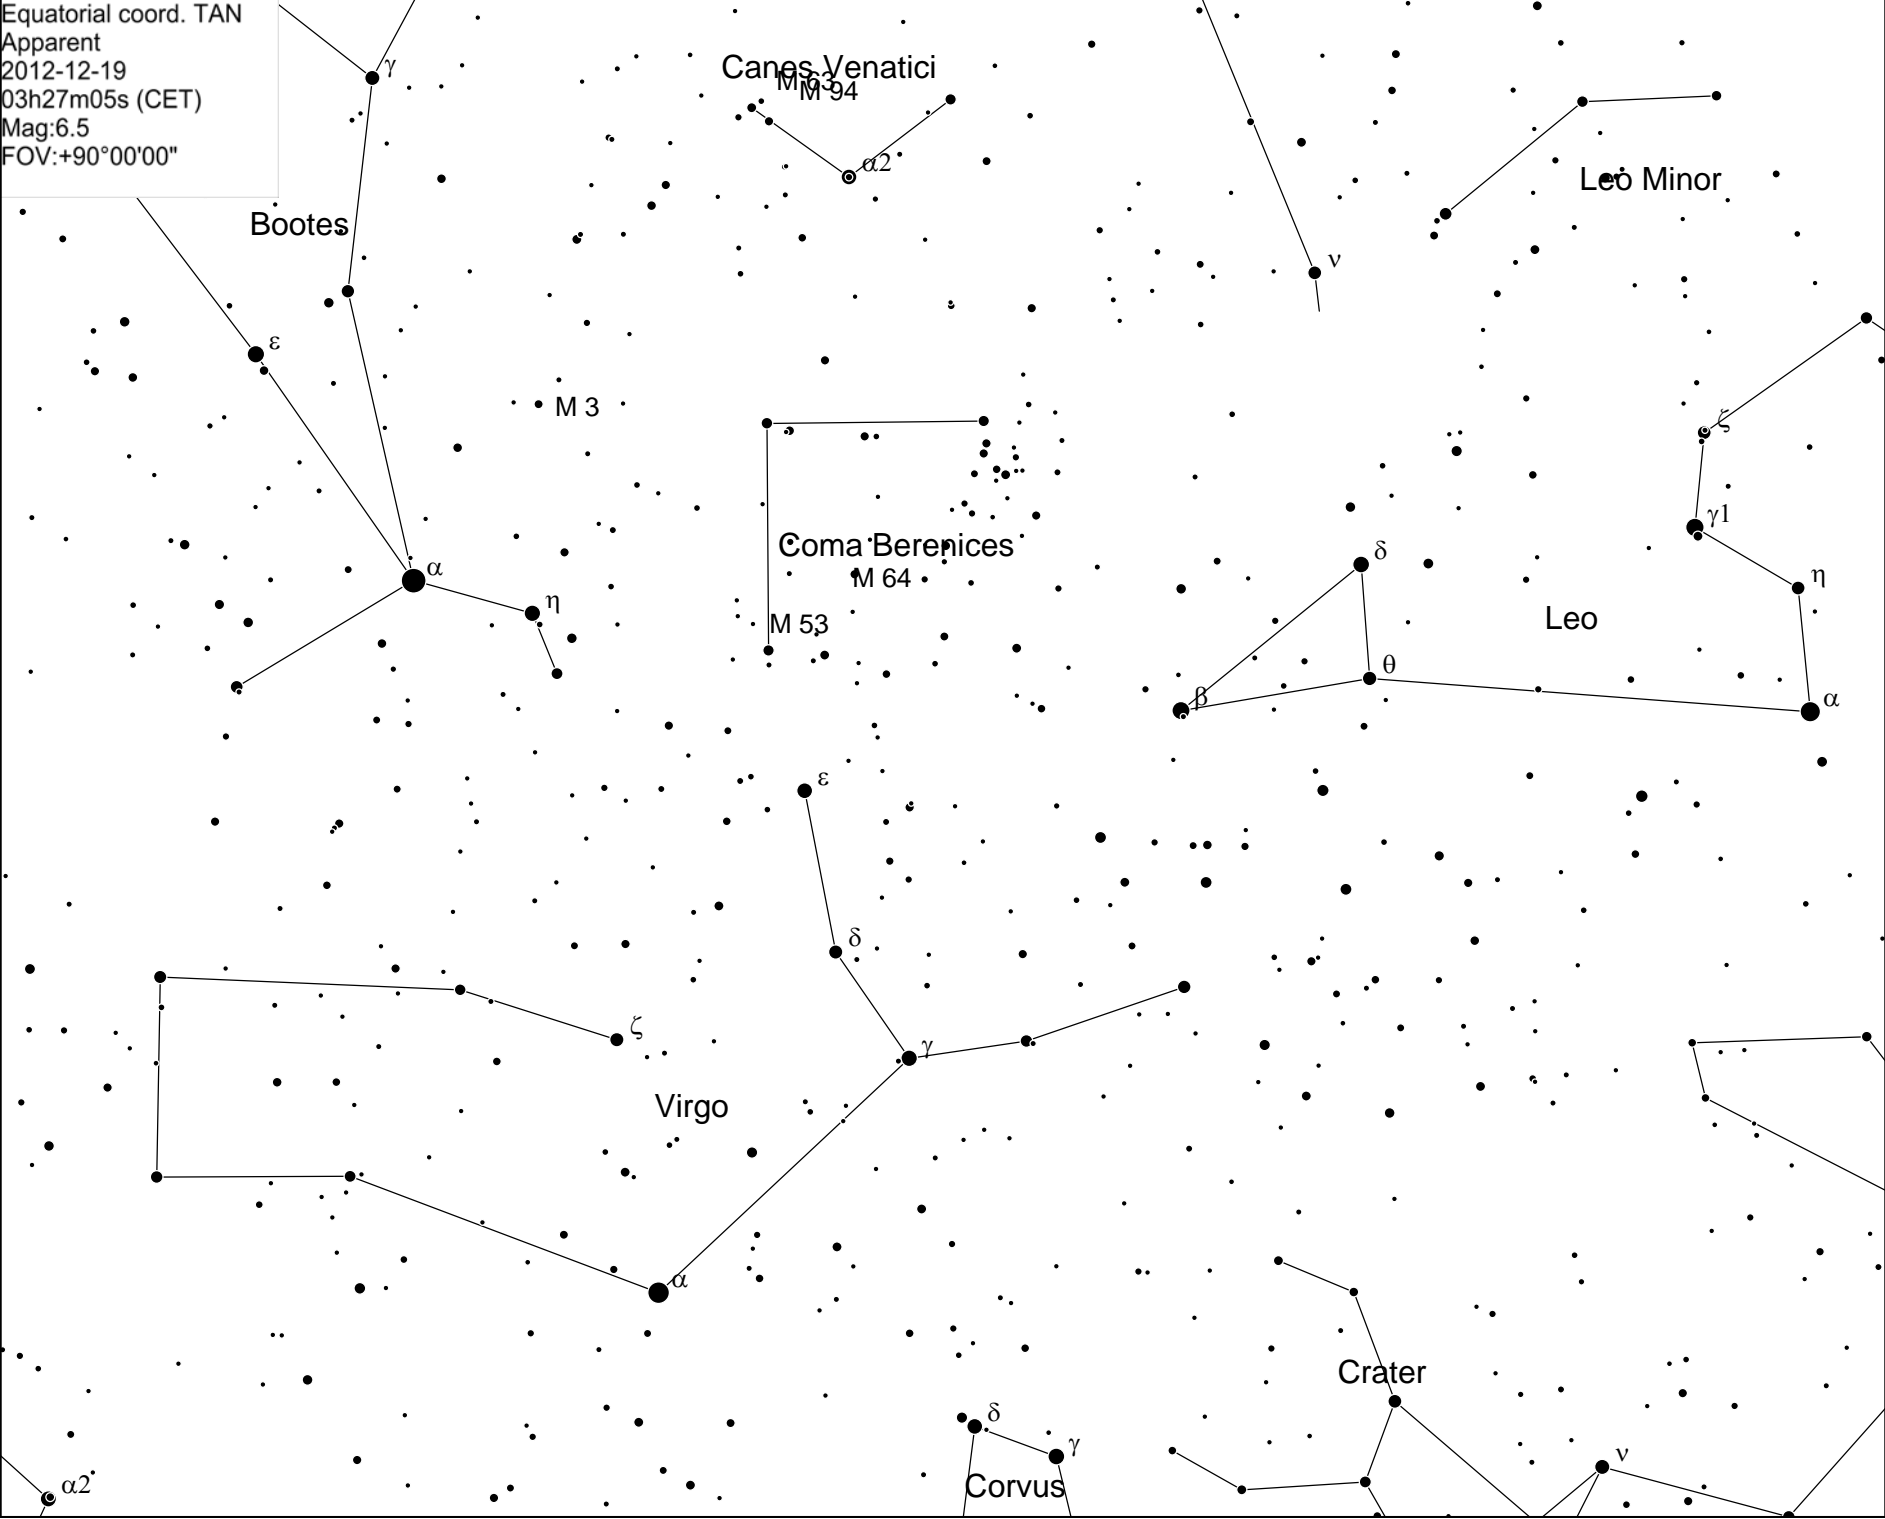 Equatorial coord. TAN
Apparent
2012-12-19
03h27m05s (CET)
Mag:6.5
FOV:+90°00'00"
γ
Canes Venatici
M 63
M 94
α2
Leo Minor
Bootes
ν
ε
M 3
ζ
γ1
Coma Berenices
δ
M 64
α
η
η
M 53
Leo
θ
β
α
ε
δ
ζ
γ
Virgo
α
Crater
δ
γ
ν
Corvus
α2